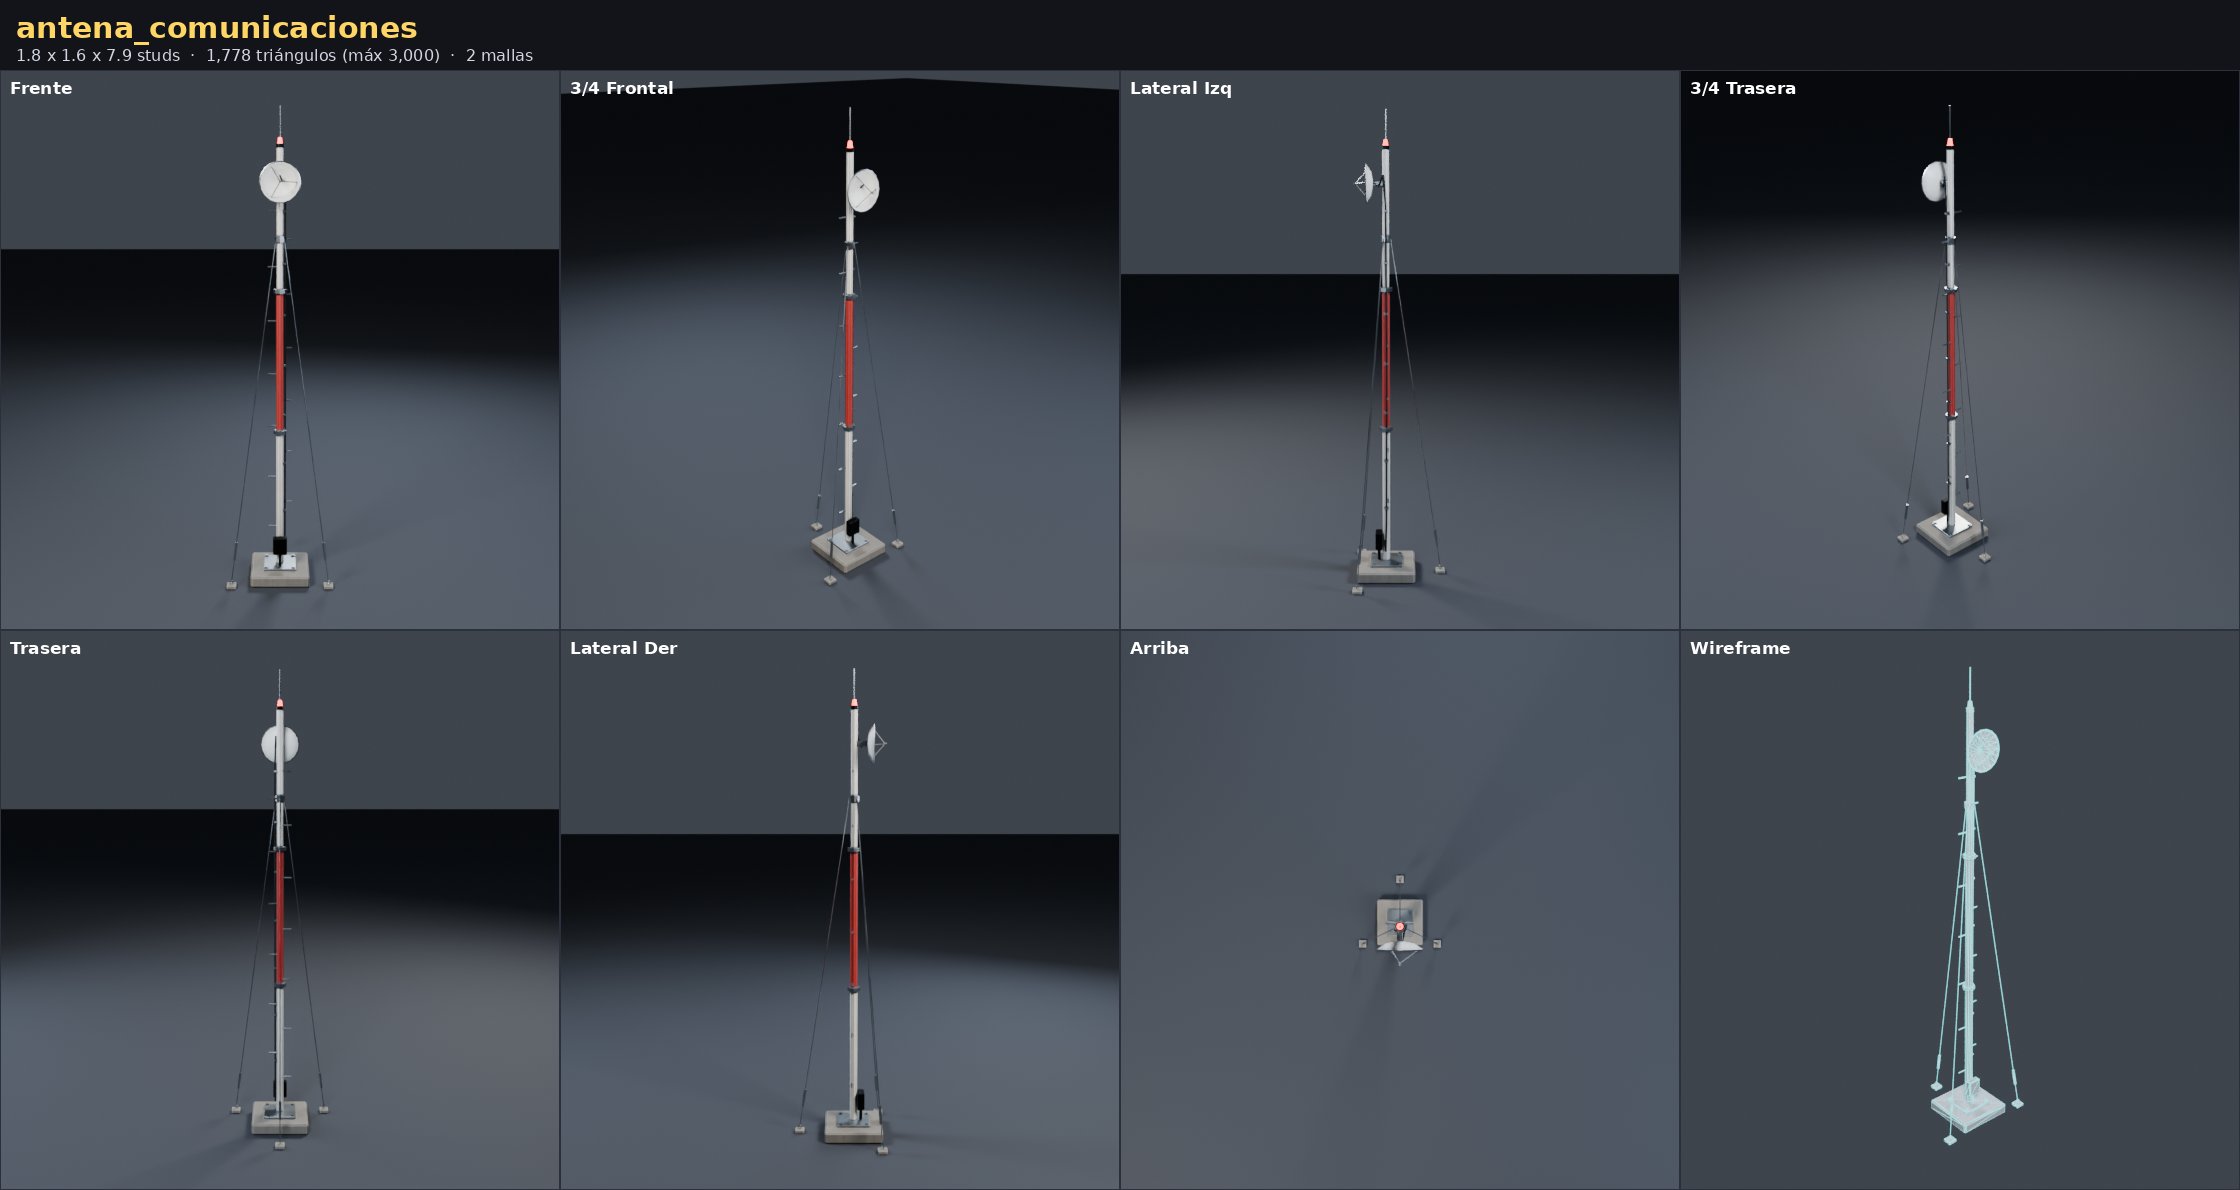 antena_comunicaciones
1.8 x 1.6 x 7.9 studs · 1,778 triángulos (máx 3,000) · 2 mallas
Frente
3/4 Frontal
Lateral Izq
3/4 Trasera
Trasera
Lateral Der
Arriba
Wireframe